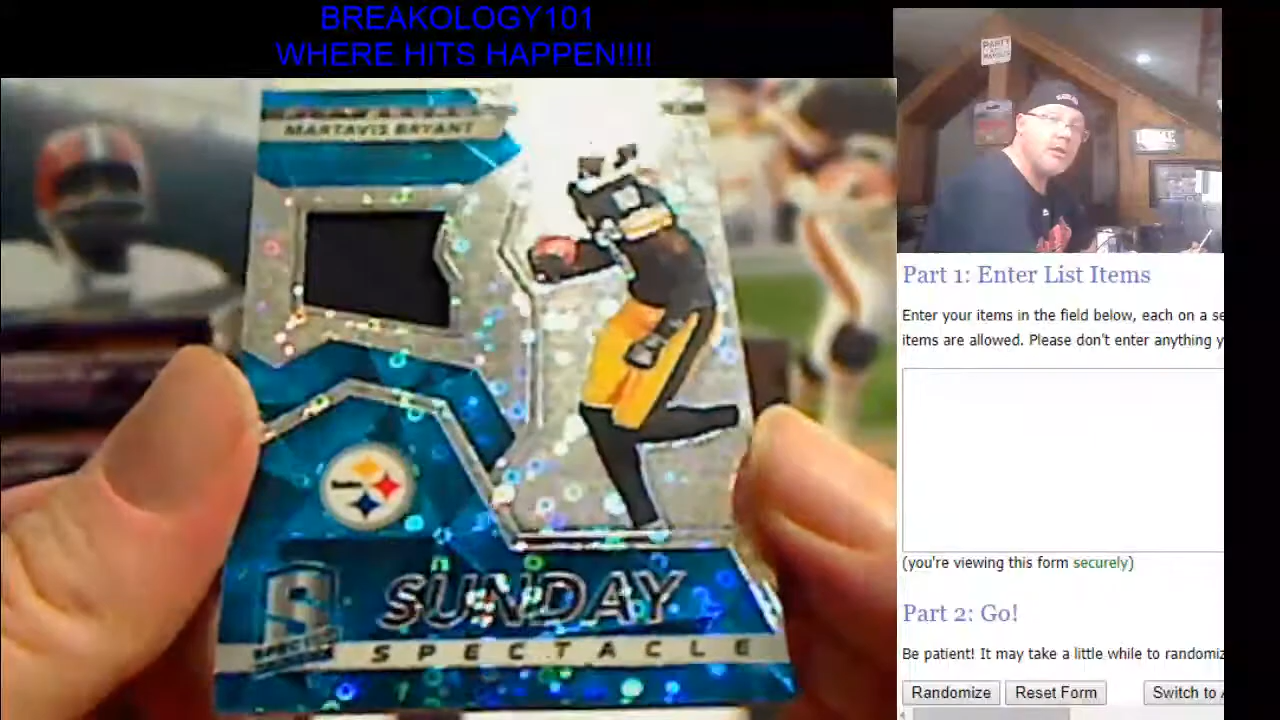 BREAKOLOGY101
WHERE HITS HAPPEN!!!!
MARTAVIS BRYANT
S
SUNDAY
SPECTACLE
Part 1: Enter List Items
Enter your items in the field below, each on a se
items are allowed. Please don't enter anything y
(you're viewing this form securely)
Part 2: Go!
Be patient! It may take a little while to randomiz
Randomize
Reset Form
Switch to